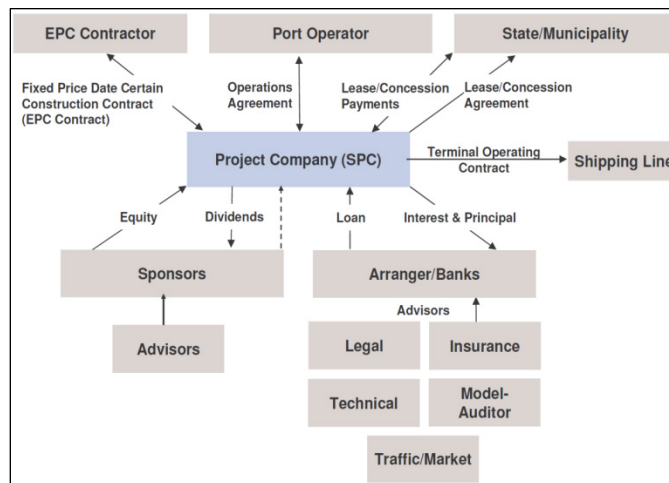 EPC Contractor
Port Operator
State/Municipality
Fixed Price Date Certain
Construction Contract
(EPC Contract)
Operations
Agreement
Lease/Concession
Payments
Lease/Concession
Agreement
Project Company (SPC)
Terminal Operating
Contract
Shipping Line
Equity
Dividends
Loan
Interest & Principal
Sponsors
Arranger/Banks
Advisors
Advisors
Legal
Insurance
Technical
Model-
Auditor
Traffic/Market